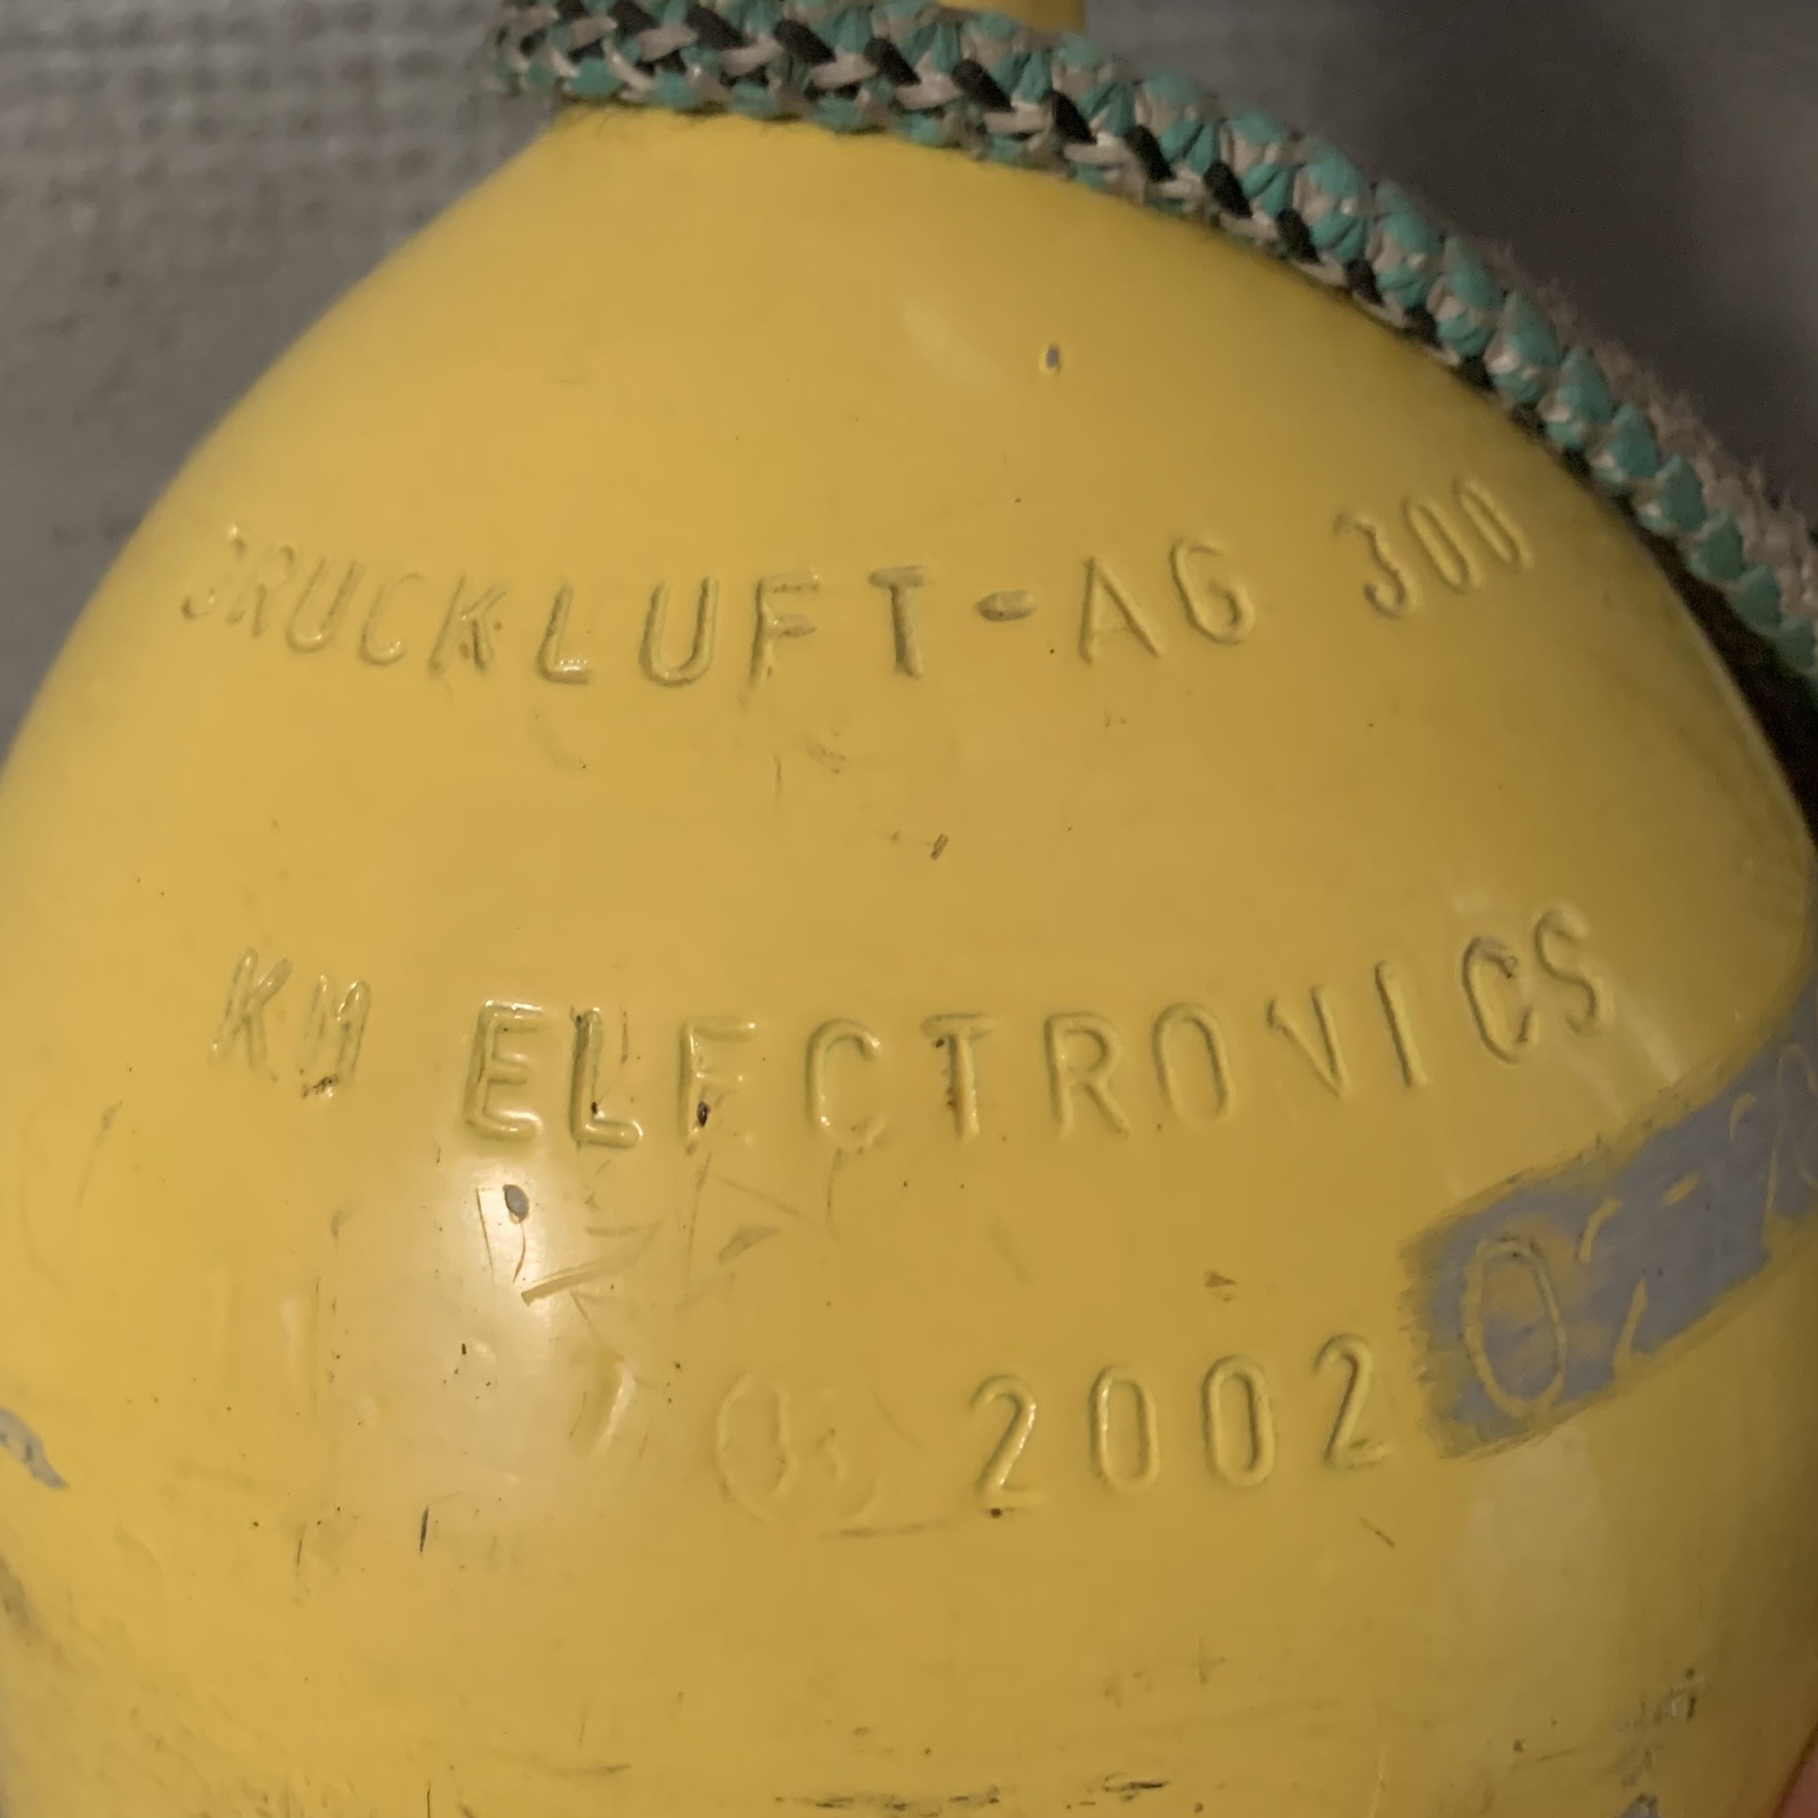 DRUCKLUFT-AG 300
KM ELECTRONICS
2002